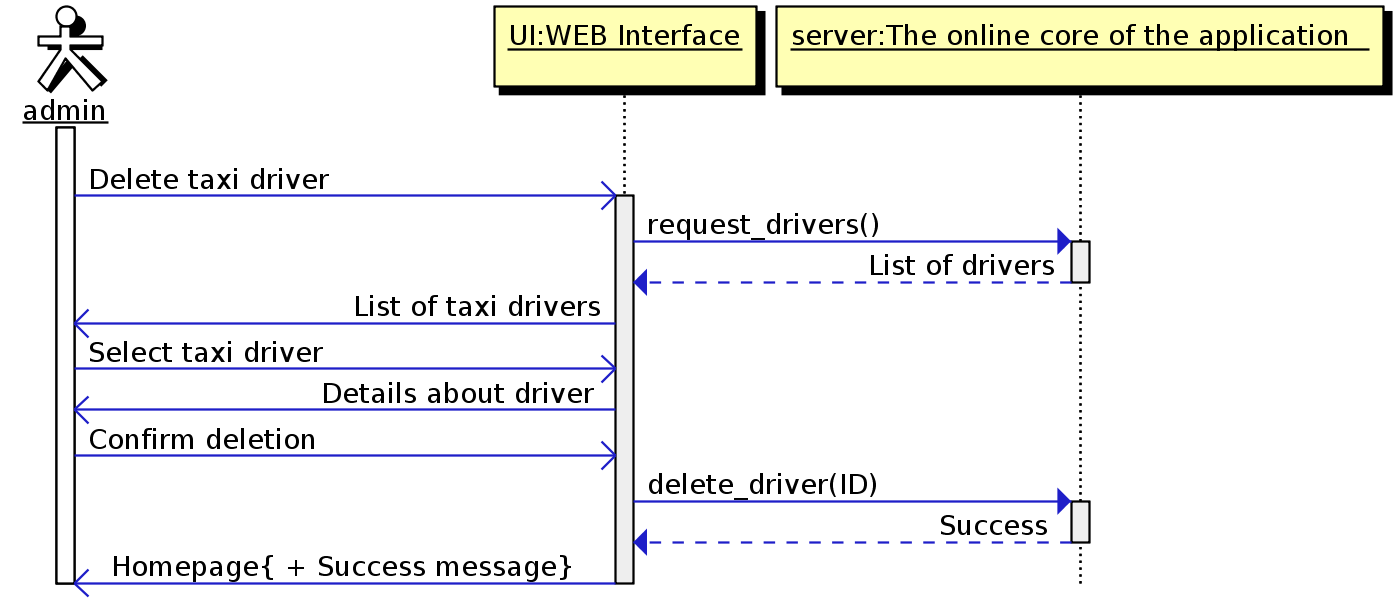 UI:WEB Interface
server:The online core of the application
admin
Delete taxi driver
request_drivers()
List of drivers
List of taxi drivers
Select taxi driver
Details about driver
Confirm deletion
delete_driver(ID)
Success
Homepage{ + Success message}